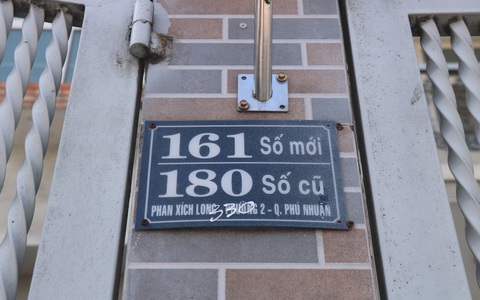 161 Số mới
180 Số cũ
PHAN XÍCH LONG 2 - Q. PHÚ NHUẬN